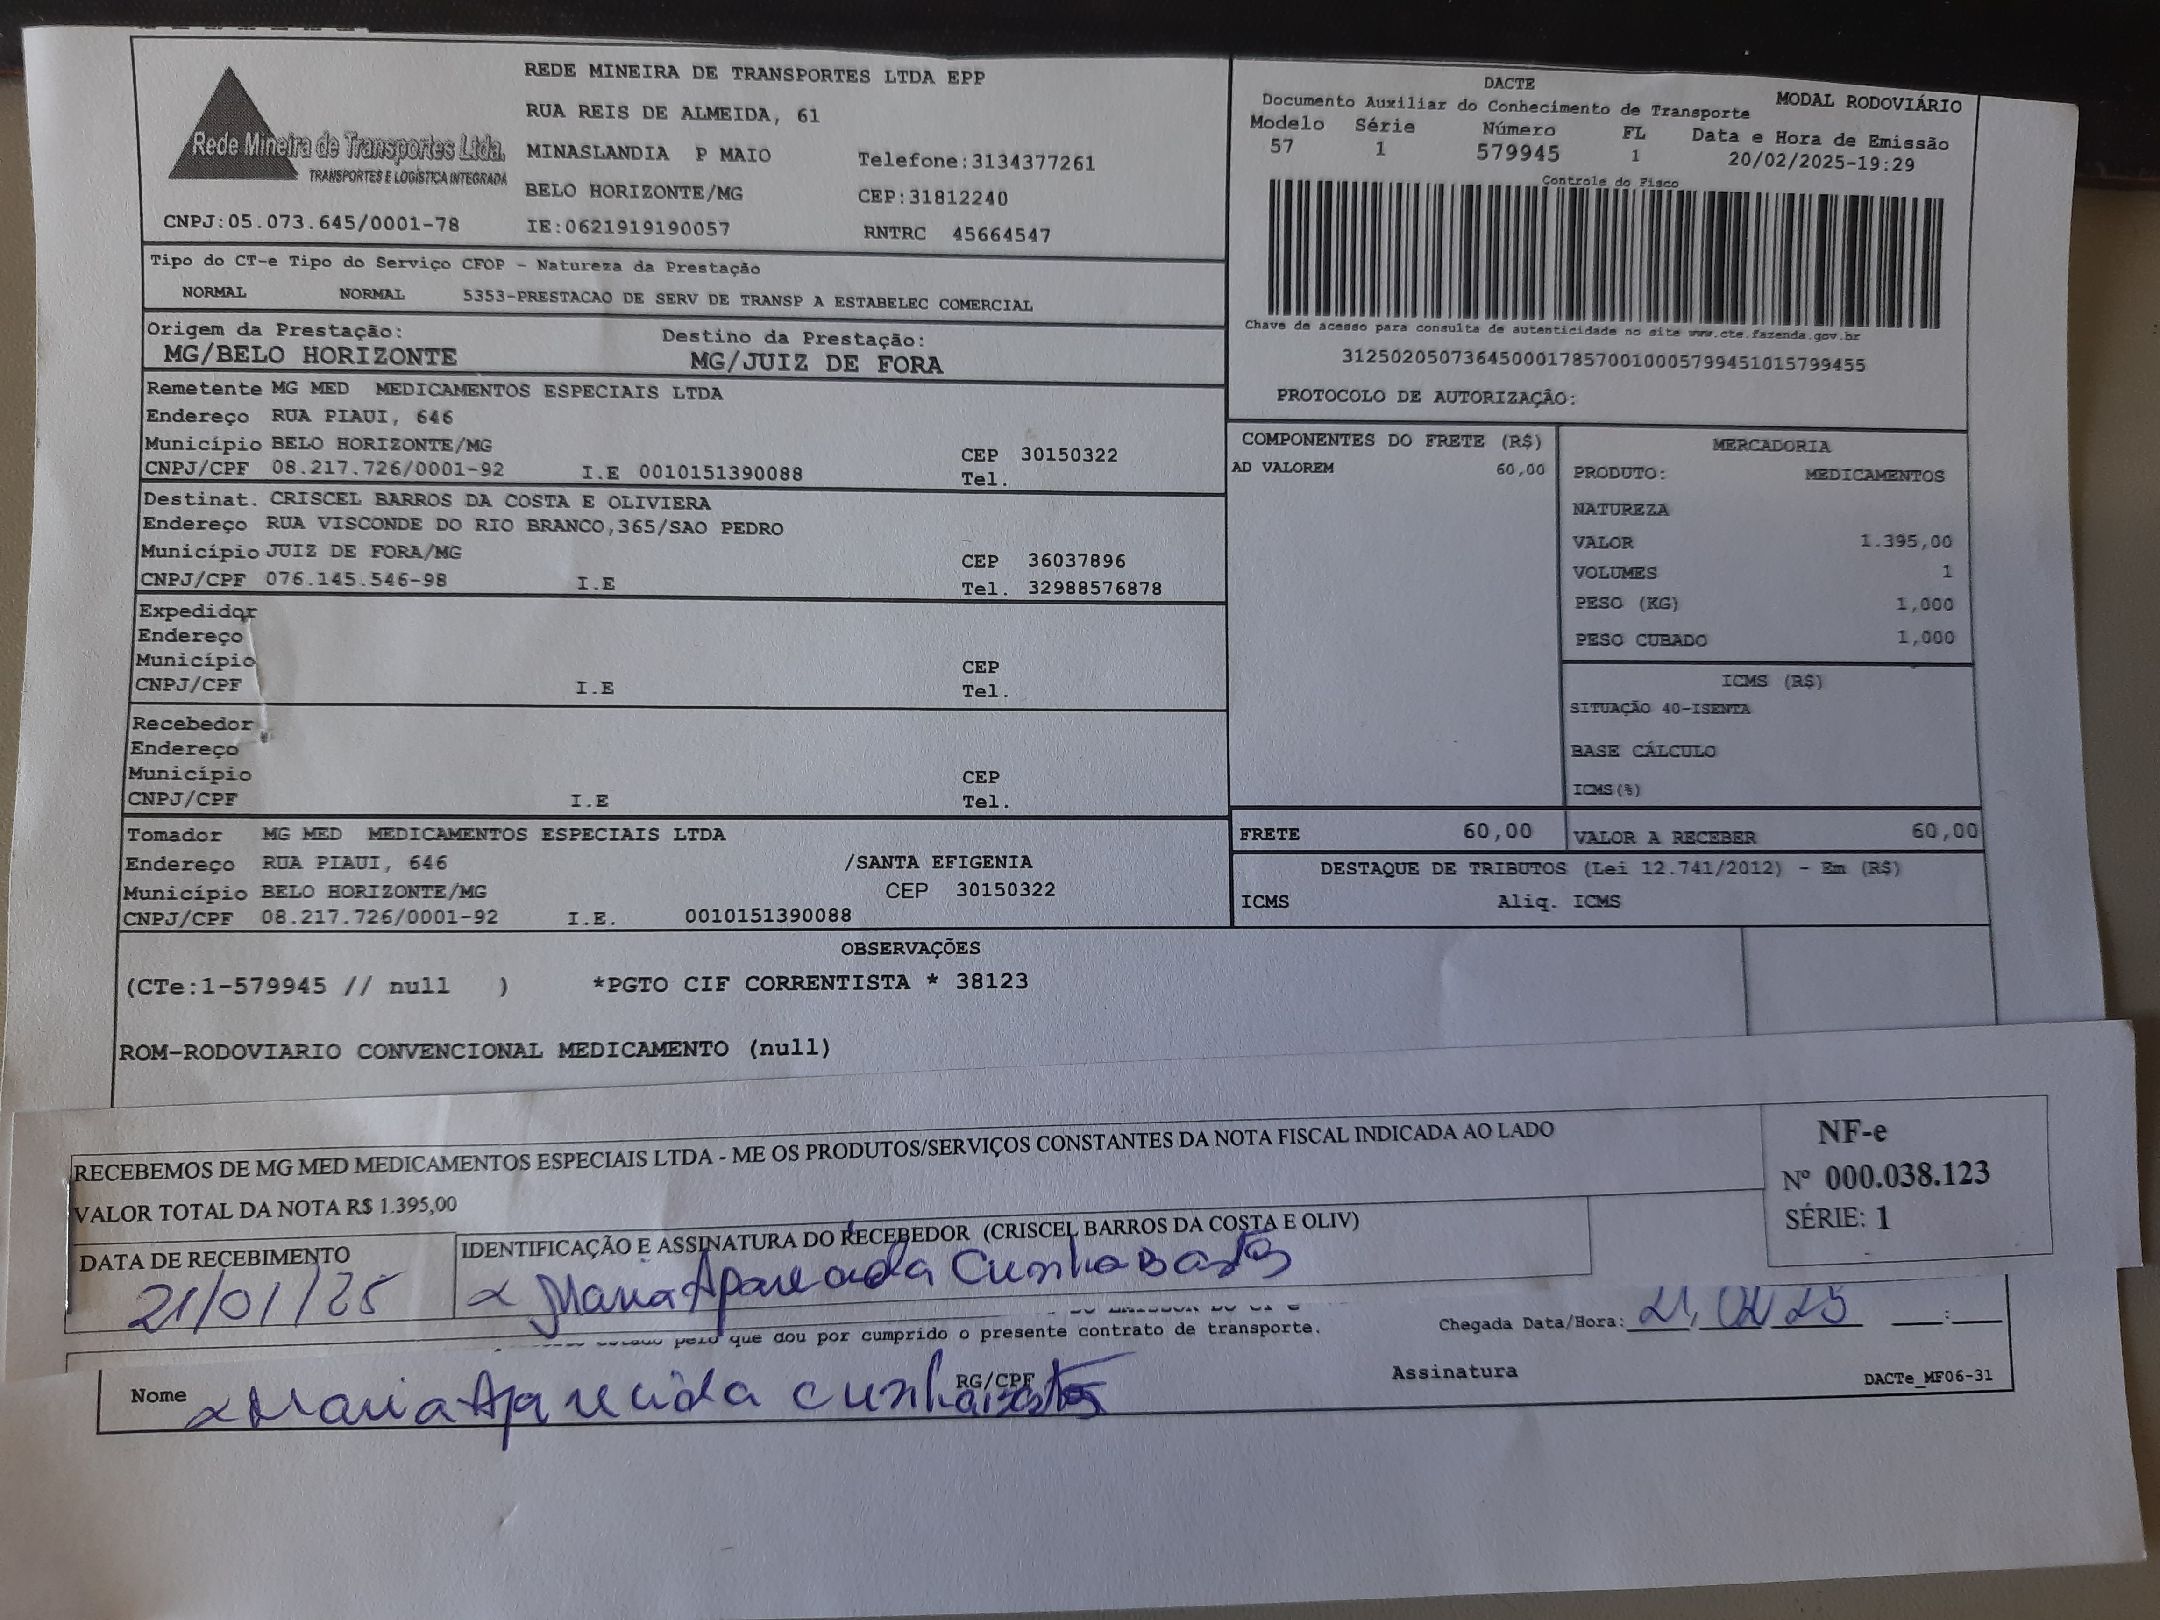 Rede Mineira de Transportes Ltda.
TRANSPORTES E LOGÍSTICA INTEGRADA
CNPJ:05.073.645/0001-78
REDE MINEIRA DE TRANSPORTES LTDA EPP
RUA REIS DE ALMEIDA, 61
MINASLANDIA P MAIO Telefone:3134377261
BELO HORIZONTE/MG CEP:31812240
IE:0621919190057 RNTRC 45664547
DACTE
Documento Auxiliar do Conhecimento de Transporte MODAL RODOVIÁRIO
Modelo Série Número FL Data e Hora de Emissão
57 1 579945 1 20/02/2025-19:29
Controle do Fisco
Chave de acesso para consulta de autenticidade no site www.cte.fazenda.gov.br
31250205073645000178570010005799451015799455
PROTOCOLO DE AUTORIZAÇÃO:
Tipo do CT-e Tipo do Serviço CFOP - Natureza da Prestação
NORMAL NORMAL 5353-PRESTACAO DE SERV DE TRANSP A ESTABELEC COMERCIAL
Origem da Prestação: Destino da Prestação:
MG/BELO HORIZONTE MG/JUIZ DE FORA
Remetente MG MED MEDICAMENTOS ESPECIAIS LTDA
Endereço RUA PIAUI, 646
Município BELO HORIZONTE/MG CEP 30150322
CNPJ/CPF 08.217.726/0001-92 I.E 0010151390088 Tel.
Destinat. CRISCEL BARROS DA COSTA E OLIVIERA
Endereço RUA VISCONDE DO RIO BRANCO,365/SAO PEDRO
Município JUIZ DE FORA/MG CEP 36037896
CNPJ/CPF 076.145.546-98 I.E Tel. 32988576878
Expedidor
Endereço
Município CEP
CNPJ/CPF I.E Tel.
Recebedor
Endereço
Município CEP
CNPJ/CPF I.E Tel.
Tomador MG MED MEDICAMENTOS ESPECIAIS LTDA
Endereço RUA PIAUI, 646 /SANTA EFIGENIA
Município BELO HORIZONTE/MG CEP 30150322
CNPJ/CPF 08.217.726/0001-92 I.E. 0010151390088
COMPONENTES DO FRETE (R$)
AD VALOREM 60,00
MERCADORIA
PRODUTO: MEDICAMENTOS
NATUREZA
VALOR 1.395,00
VOLUMES 1
PESO (KG) 1,000
PESO CUBADO 1,000
ICMS (R$)
SITUAÇÃO 40-ISENTA
BASE CÁLCULO
ICMS(%)
FRETE 60,00 VALOR A RECEBER 60,00
DESTAQUE DE TRIBUTOS (Lei 12.741/2012) - Em (R$)
ICMS Aliq. ICMS
OBSERVAÇÕES
(CTe:1-579945 // null ) *PGTO CIF CORRENTISTA * 38123
ROM-RODOVIARIO CONVENCIONAL MEDICAMENTO (null)
RECEBEMOS DE MG MED MEDICAMENTOS ESPECIAIS LTDA - ME OS PRODUTOS/SERVIÇOS CONSTANTES DA NOTA FISCAL INDICADA AO LADO
VALOR TOTAL DA NOTA R$ 1.395,00
NF-e
Nº 000.038.123
SÉRIE: 1
DATA DE RECEBIMENTO IDENTIFICAÇÃO E ASSINATURA DO RECEBEDOR (CRISCEL BARROS DA COSTA E OLIV)
21/01/25 Maria Aparecida Cunha Bastos
pelo que dou por cumprido o presente contrato de transporte. Chegada Data/Hora: 21/02/25 :
Nome Maria Aparecida Cunha RG/CPF Assinatura DACTe_MF06-31